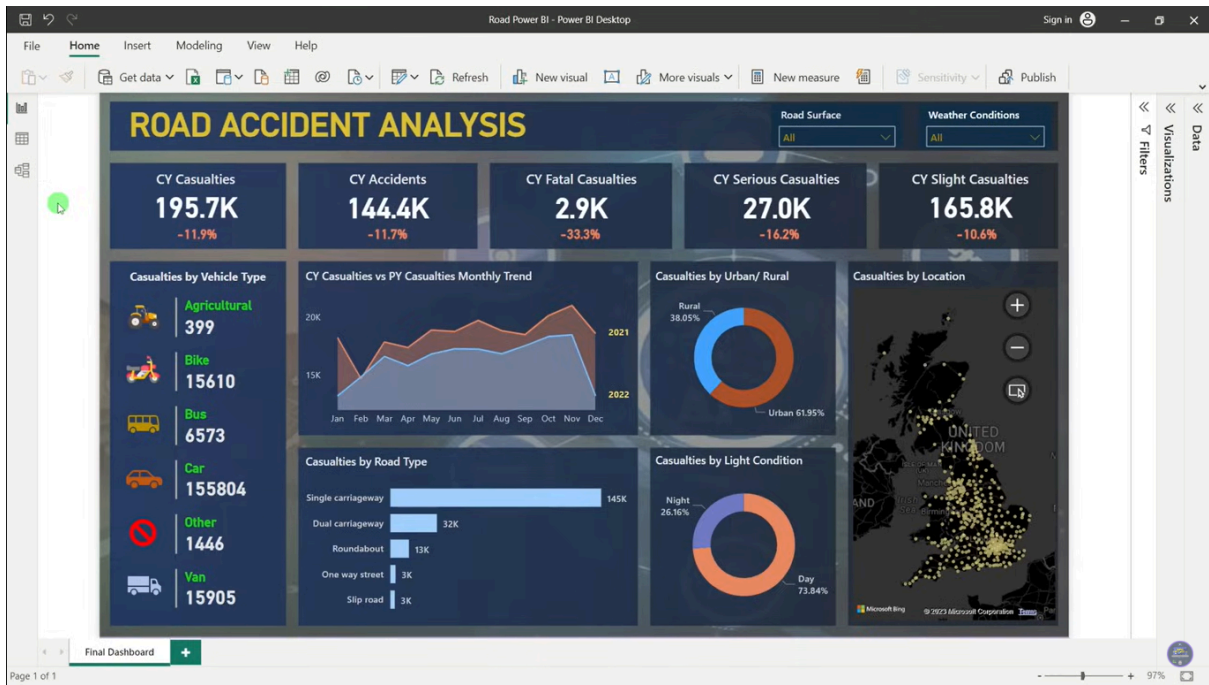 Road Power BI - Power BI Desktop
Sign in
File Home Insert Modeling View Help
Get data Refresh New visual A More visuals New measure Sensitivity Publish
ROAD ACCIDENT ANALYSIS
Road Surface
All
Weather Conditions
All
CY Casualties
195.7K
-11.9%
CY Accidents
144.4K
-11.7%
CY Fatal Casualties
2.9K
-33.3%
CY Serious Casualties
27.0K
-16.2%
CY Slight Casualties
165.8K
-10.6%
Casualties by Vehicle Type
Agricultural
399
Bike
15610
Bus
6573
Car
155804
Other
1446
Van
15905
CY Casualties vs PY Casualties Monthly Trend
20K
15K
2021
2022
Jan Feb Mar Apr May Jun Jul Aug Sep Oct Nov Dec
Casualties by Road Type
Single carriageway 145K
Dual carriageway 32K
Roundabout 13K
One way street 3K
Slip road 3K
Casualties by Urban/ Rural
Rural
38.05%
Urban 61.95%
Casualties by Light Condition
Night
26.16%
Day
73.84%
Casualties by Location
UNITED
KINGDOM
Microsoft Bing
© 2023 Microsoft Corporation Terms
Filters
Visualizations
Data
Final Dashboard
Page 1 of 1
97%